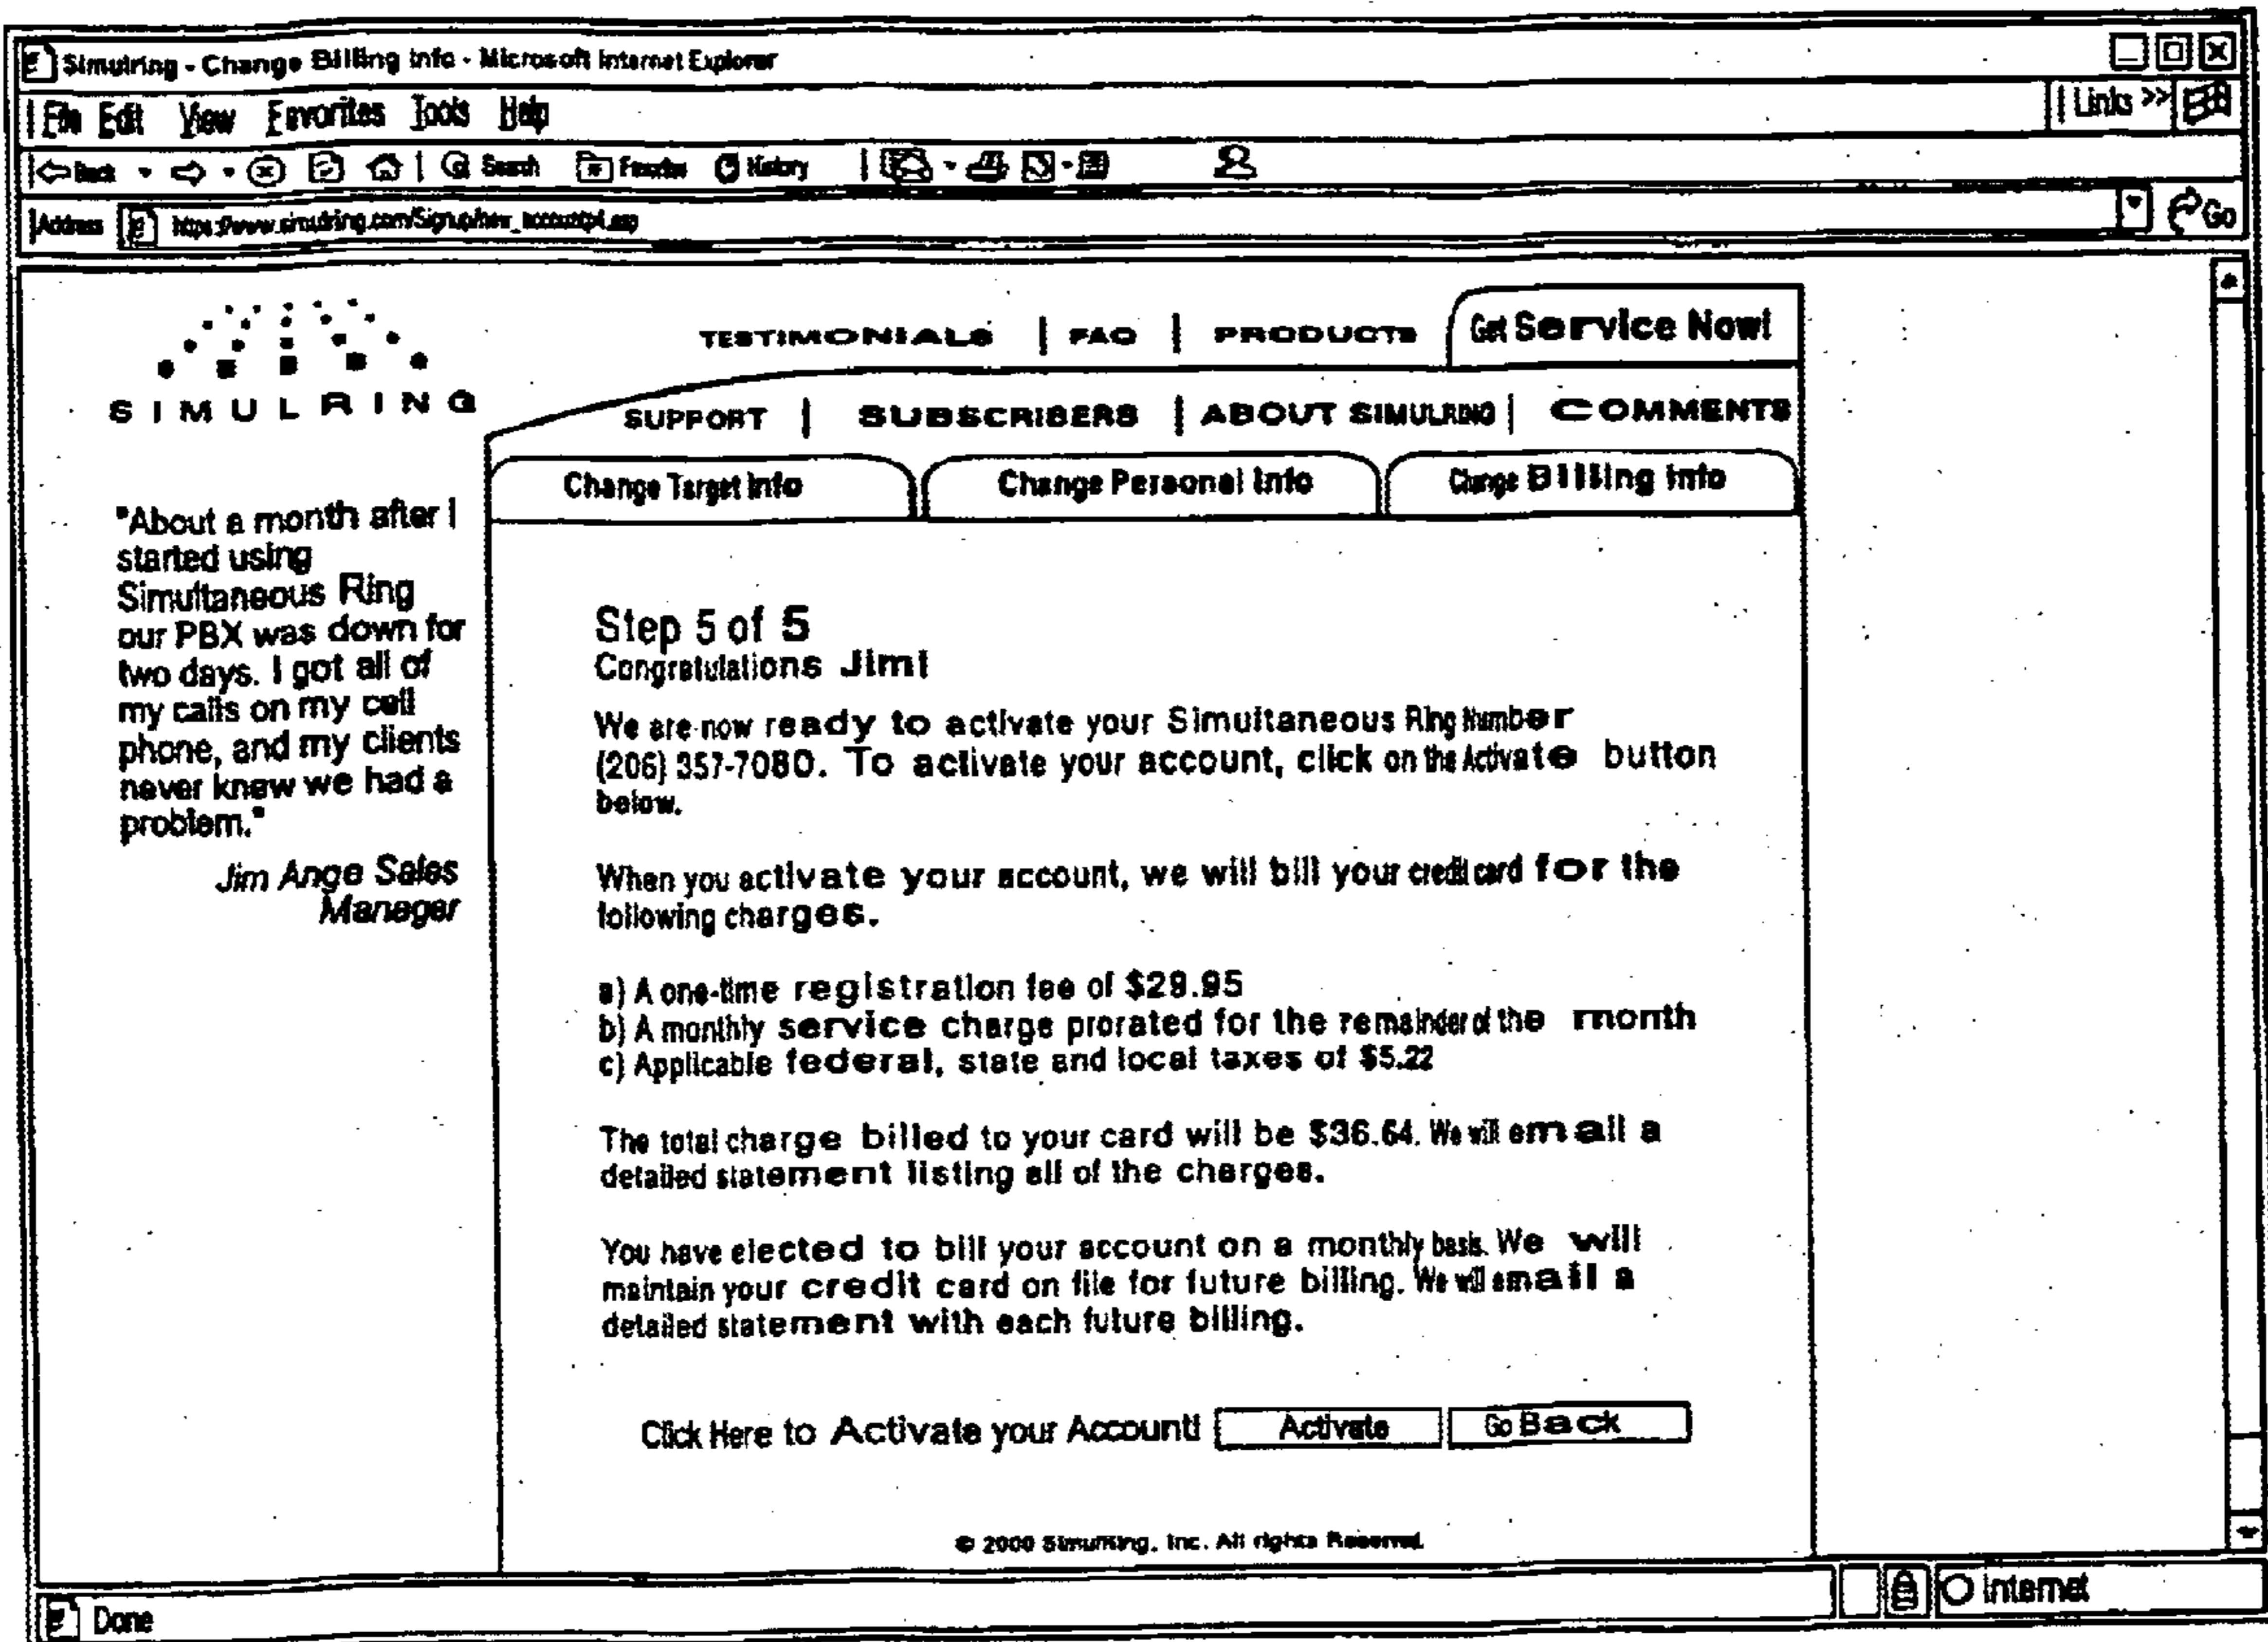 Simulring - Change Billing Info - Microsoft Internet Explorer
File Edit View Favorites Tools Help Links >>
Back Search Favorites History
Address https://www.simulring.com/Signup/new_ Go
SIMULRING
TESTIMONIALS | FAQ | PRODUCTS Get Service Now!
SUPPORT | SUBSCRIBERS | ABOUT SIMULRING | COMMENTS
Change Target Info Change Personal Info Change Billing Info
"About a month after I
started using
Simultaneous Ring
our PBX was down for
two days. I got all of
my calls on my cell
phone, and my clients
never knew we had a
problem."
Jim Ange Sales
Manager
Step 5 of 5
Congratulations Jim!
We are now ready to activate your Simultaneous Ring Number
(206) 357-7080. To activate your account, click on the Activate button
below.
When you activate your account, we will bill your credit card for the
following charges.
a) A one-time registration fee of $29.95
b) A monthly service charge prorated for the remainder of the month
c) Applicable federal, state and local taxes of $5.22
The total charge billed to your card will be $36.64. We will email a
detailed statement listing all of the charges.
You have elected to bill your account on a monthly basis. We will
maintain your credit card on file for future billing. We will email a
detailed statement with each future billing.
Click Here to Activate your Account! Activate Go Back
© 2000 SimulRing, Inc. All rights Reserved.
Done Internet